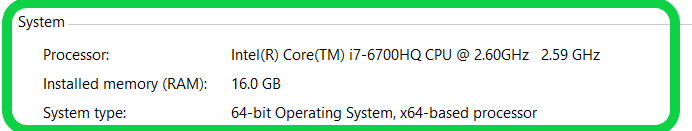 System
Processor: Intel(R) Core(TM) i7-6700HQ CPU @ 2.60GHz 2.59 GHz
Installed memory (RAM): 16.0 GB
System type: 64-bit Operating System, x64-based processor